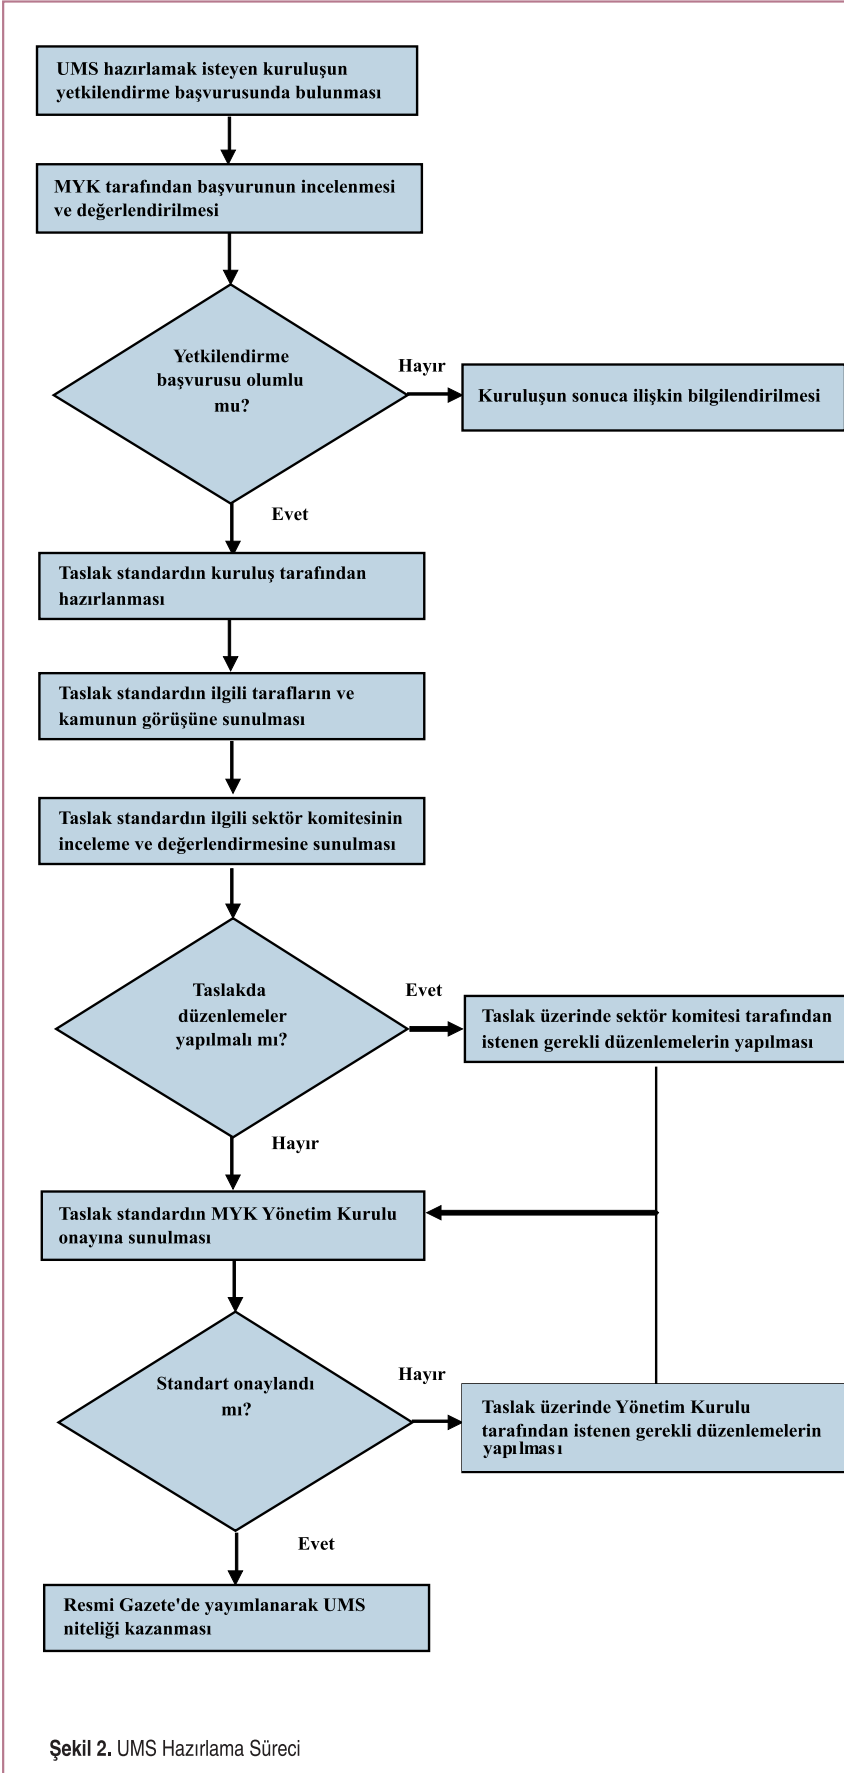 UMS hazırlamak isteyen kuruluşun
yetkilendirme başvurusunda bulunması
MYK tarafından başvurunun incelenmesi
ve değerlendirilmesi
Yetkilendirme
başvurusu olumlu
mu?
Hayır
Kuruluşun sonuca ilişkin bilgilendirilmesi
Evet
Taslak standardın kuruluş tarafından
hazırlanması
Taslak standardın ilgili tarafların ve
kamunun görüşüne sunulması
Taslak standardın ilgili sektör komitesinin
inceleme ve değerlendirmesine sunulması
Taslakda
düzenlemeler
yapılmalı mı?
Evet
Taslak üzerinde sektör komitesi tarafından
istenen gerekli düzenlemelerin yapılması
Hayır
Taslak standardın MYK Yönetim Kurulu
onayına sunulması
Standart onaylandı
mı?
Hayır
Taslak üzerinde Yönetim Kurulu
tarafından istenen gerekli düzenlemelerin
yapılması
Evet
Resmi Gazete'de yayımlanarak UMS
niteliği kazanması
Şekil 2. UMS Hazırlama Süreci